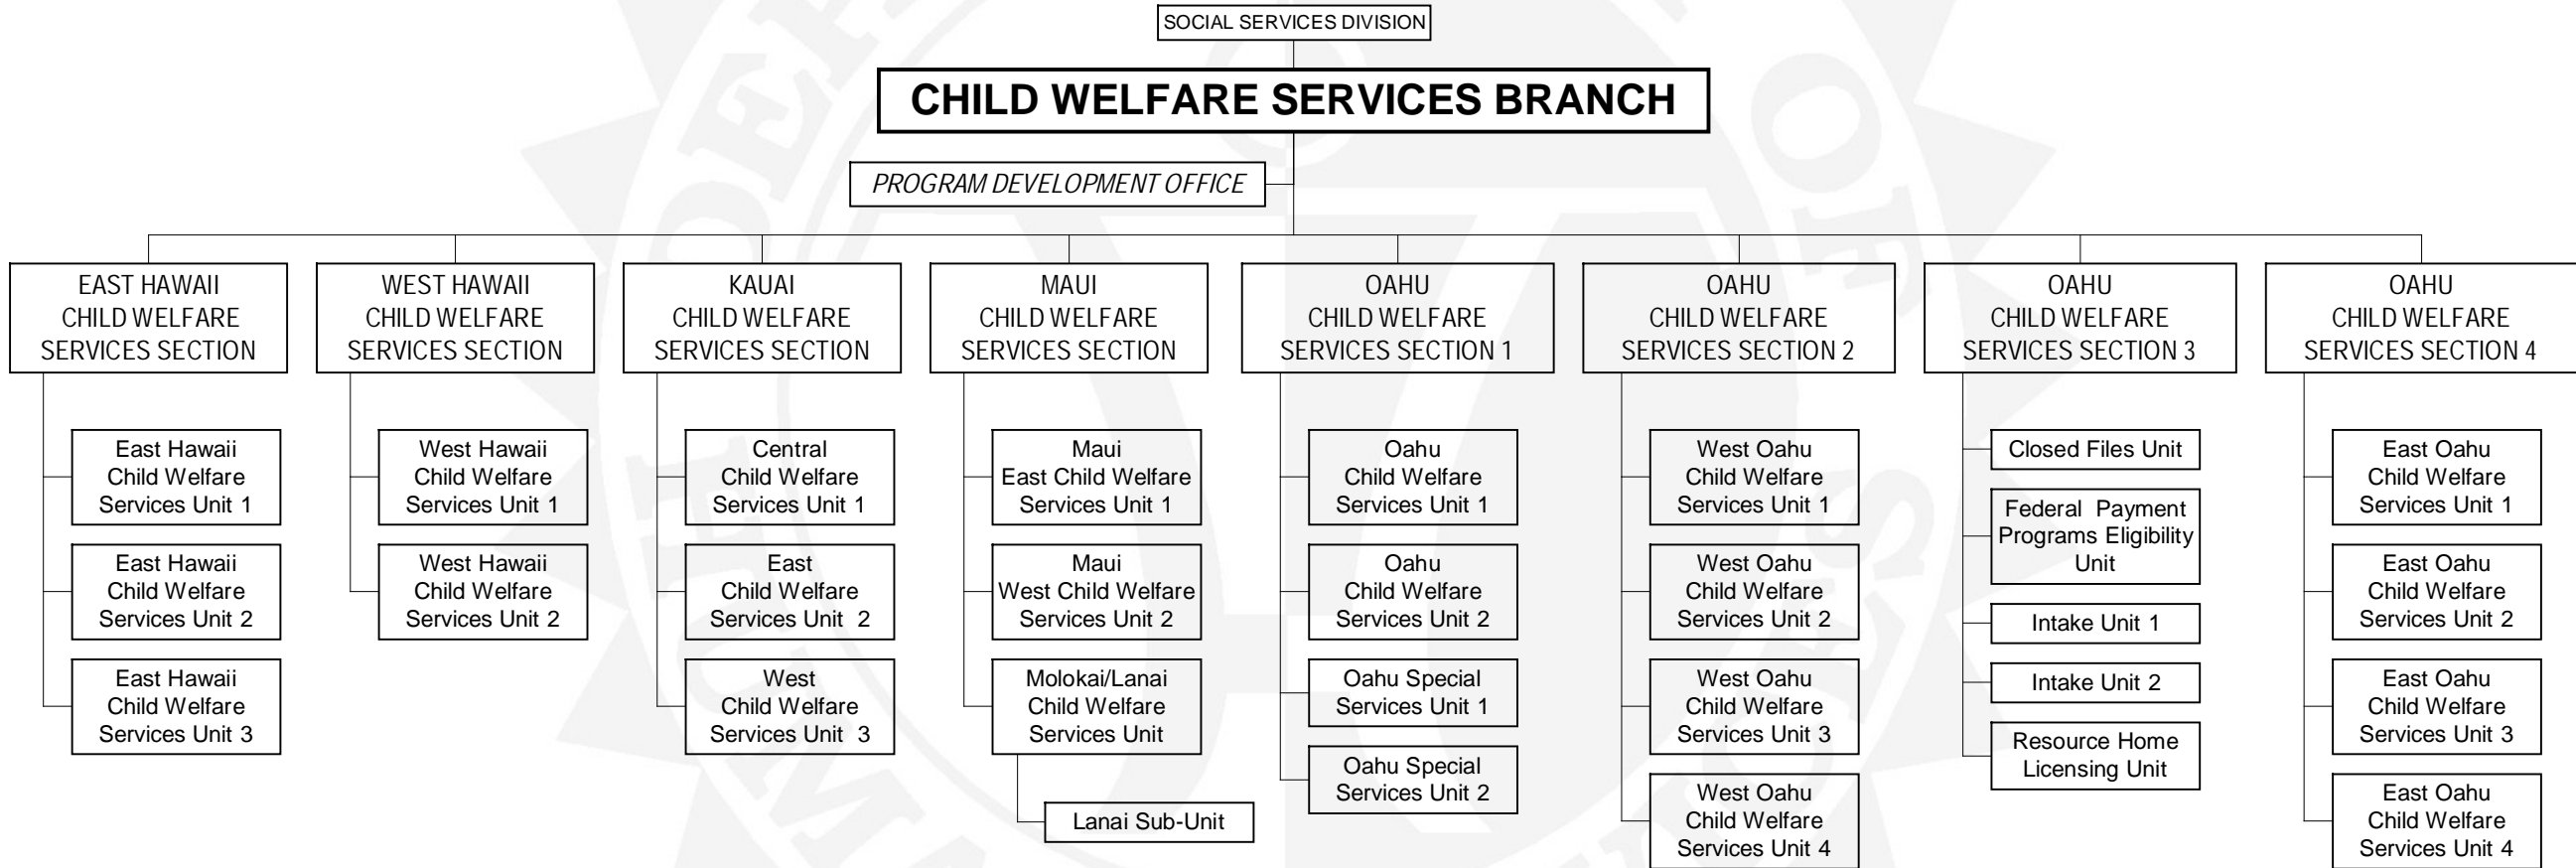 SOCIAL SERVICES DIVISION
CHILD WELFARE SERVICES BRANCH
PROGRAM DEVELOPMENT OFFICE
EAST HAWAII
CHILD WELFARE
SERVICES SECTION
East Hawaii
Child Welfare
Services Unit 1
East Hawaii
Child Welfare
Services Unit 2
East Hawaii
Child Welfare
Services Unit 3
WEST HAWAII
CHILD WELFARE
SERVICES SECTION
West Hawaii
Child Welfare
Services Unit 1
West Hawaii
Child Welfare
Services Unit 2
KAUAI
CHILD WELFARE
SERVICES SECTION
Central
Child Welfare
Services Unit 1
East
Child Welfare
Services Unit 2
West
Child Welfare
Services Unit 3
MAUI
CHILD WELFARE
SERVICES SECTION
Maui
East Child Welfare
Services Unit 1
Maui
West Child Welfare
Services Unit 2
Molokai/Lanai
Child Welfare
Services Unit
Lanai Sub-Unit
OAHU
CHILD WELFARE
SERVICES SECTION 1
Oahu
Child Welfare
Services Unit 1
Oahu
Child Welfare
Services Unit 2
Oahu Special
Services Unit 1
Oahu Special
Services Unit 2
OAHU
CHILD WELFARE
SERVICES SECTION 2
West Oahu
Child Welfare
Services Unit 1
West Oahu
Child Welfare
Services Unit 2
West Oahu
Child Welfare
Services Unit 3
West Oahu
Child Welfare
Services Unit 4
OAHU
CHILD WELFARE
SERVICES SECTION 3
Closed Files Unit
Federal Payment
Programs Eligibility
Unit
Intake Unit 1
Intake Unit 2
Resource Home
Licensing Unit
OAHU
CHILD WELFARE
SERVICES SECTION 4
East Oahu
Child Welfare
Services Unit 1
East Oahu
Child Welfare
Services Unit 2
East Oahu
Child Welfare
Services Unit 3
East Oahu
Child Welfare
Services Unit 4